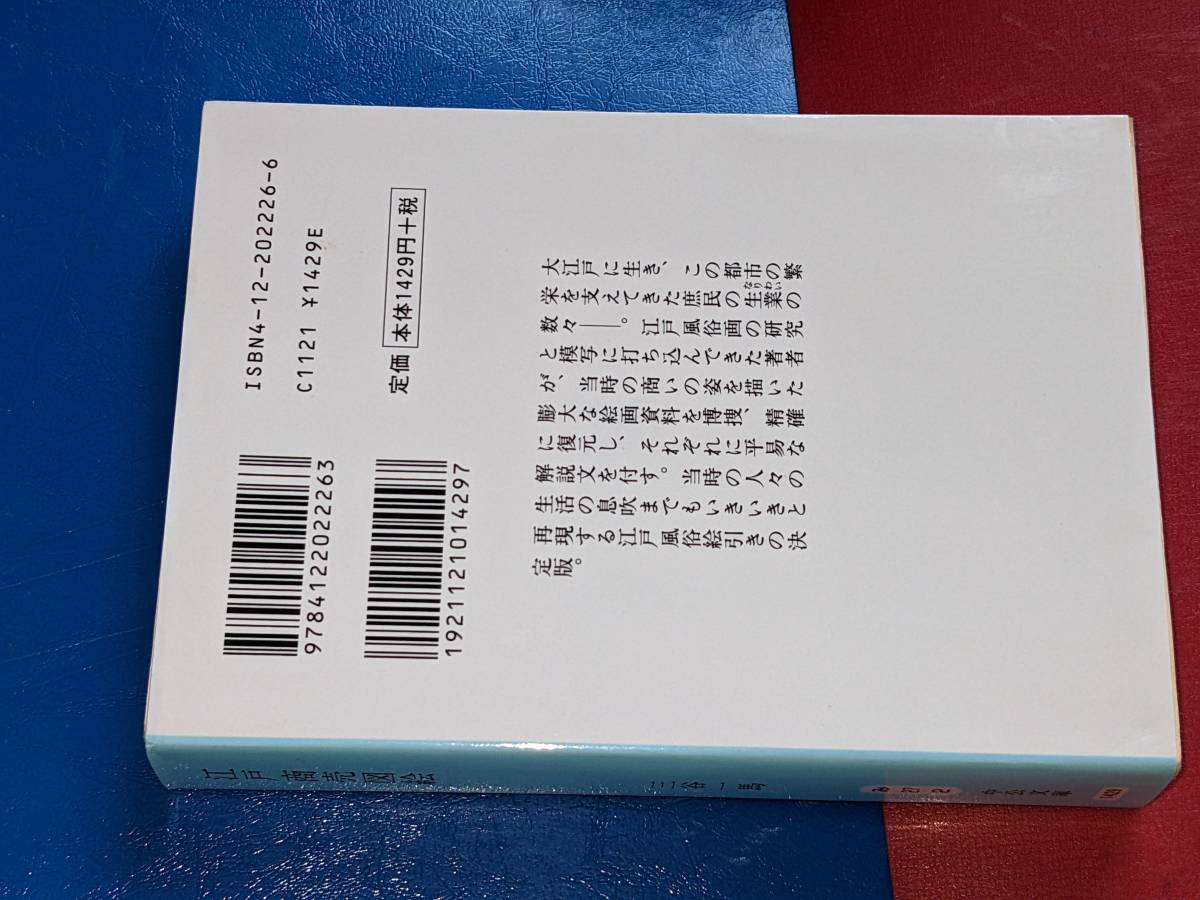 ISBN4-12-202226-6
C1121 ¥1429E
定価 本体1429円+税
9784122022263
1921121014297
大江戸に生き、この都市の繁
栄を支えてきた庶民の生業の
なりわい
数々――。江戸風俗画の研究
と模写に打ち込んできた著者
が、当時の商いの姿を描いた
膨大な絵画資料を博捜、精確
に復元し、それぞれに平易な
解説文を付す。当時の人々の
生活の息吹までもいきいきと
再現する江戸風俗絵引きの決
定版。
江戸商売図絵
三谷一馬
み 27 2
中公文庫
1429